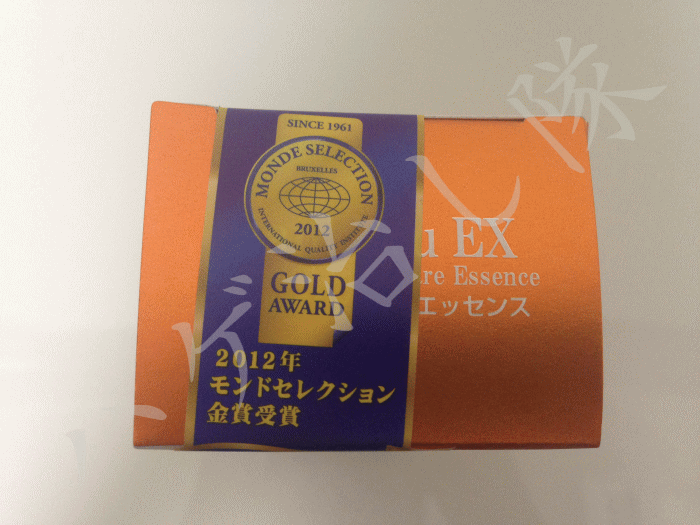 SINCE 1961
MONDE SELECTION
BRUXELLES
2012
INTERNATIONAL QUALITY INSTITUTE
GOLD
AWARD
2012年
モンドセレクション
金賞受賞
u EX
re Essence
エッセンス